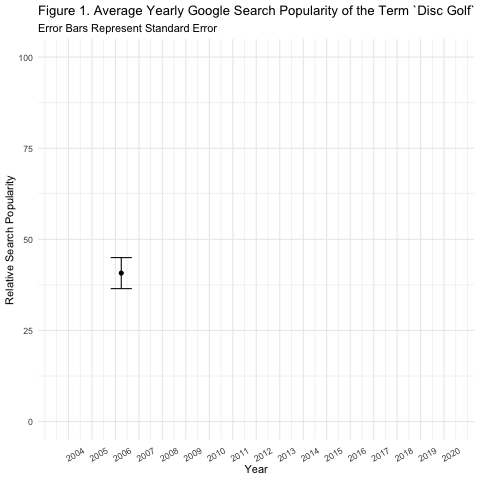 Figure 1. Average Yearly Google Search Popularity of the Term `Disc Golf`
Error Bars Represent Standard Error
100
75
50
25
0
Relative Search Popularity
2004 2005 2006 2007 2008 2009 2010 2011 2012 2013 2014 2015 2016 2017 2018 2019 2020
Year